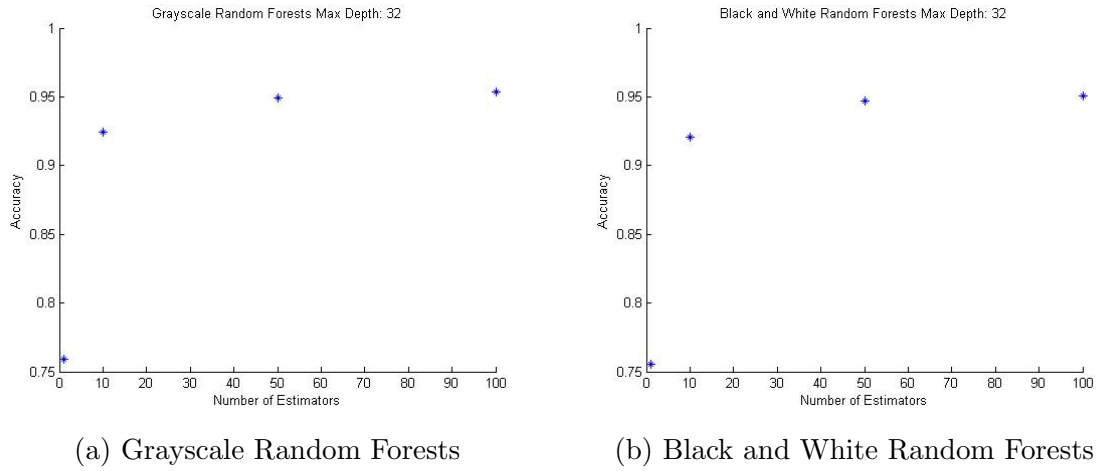 Grayscale Random Forests Max Depth: 32
1
0.95
0.9
0.85
0.8
0.75
Accuracy
0 10 20 30 40 50 60 70 80 90 100
Number of Estimators
(a) Grayscale Random Forests
Black and White Random Forests Max Depth: 32
1
0.95
0.9
0.85
0.8
0.75
Accuracy
0 10 20 30 40 50 60 70 80 90 100
Number of Estimators
(b) Black and White Random Forests